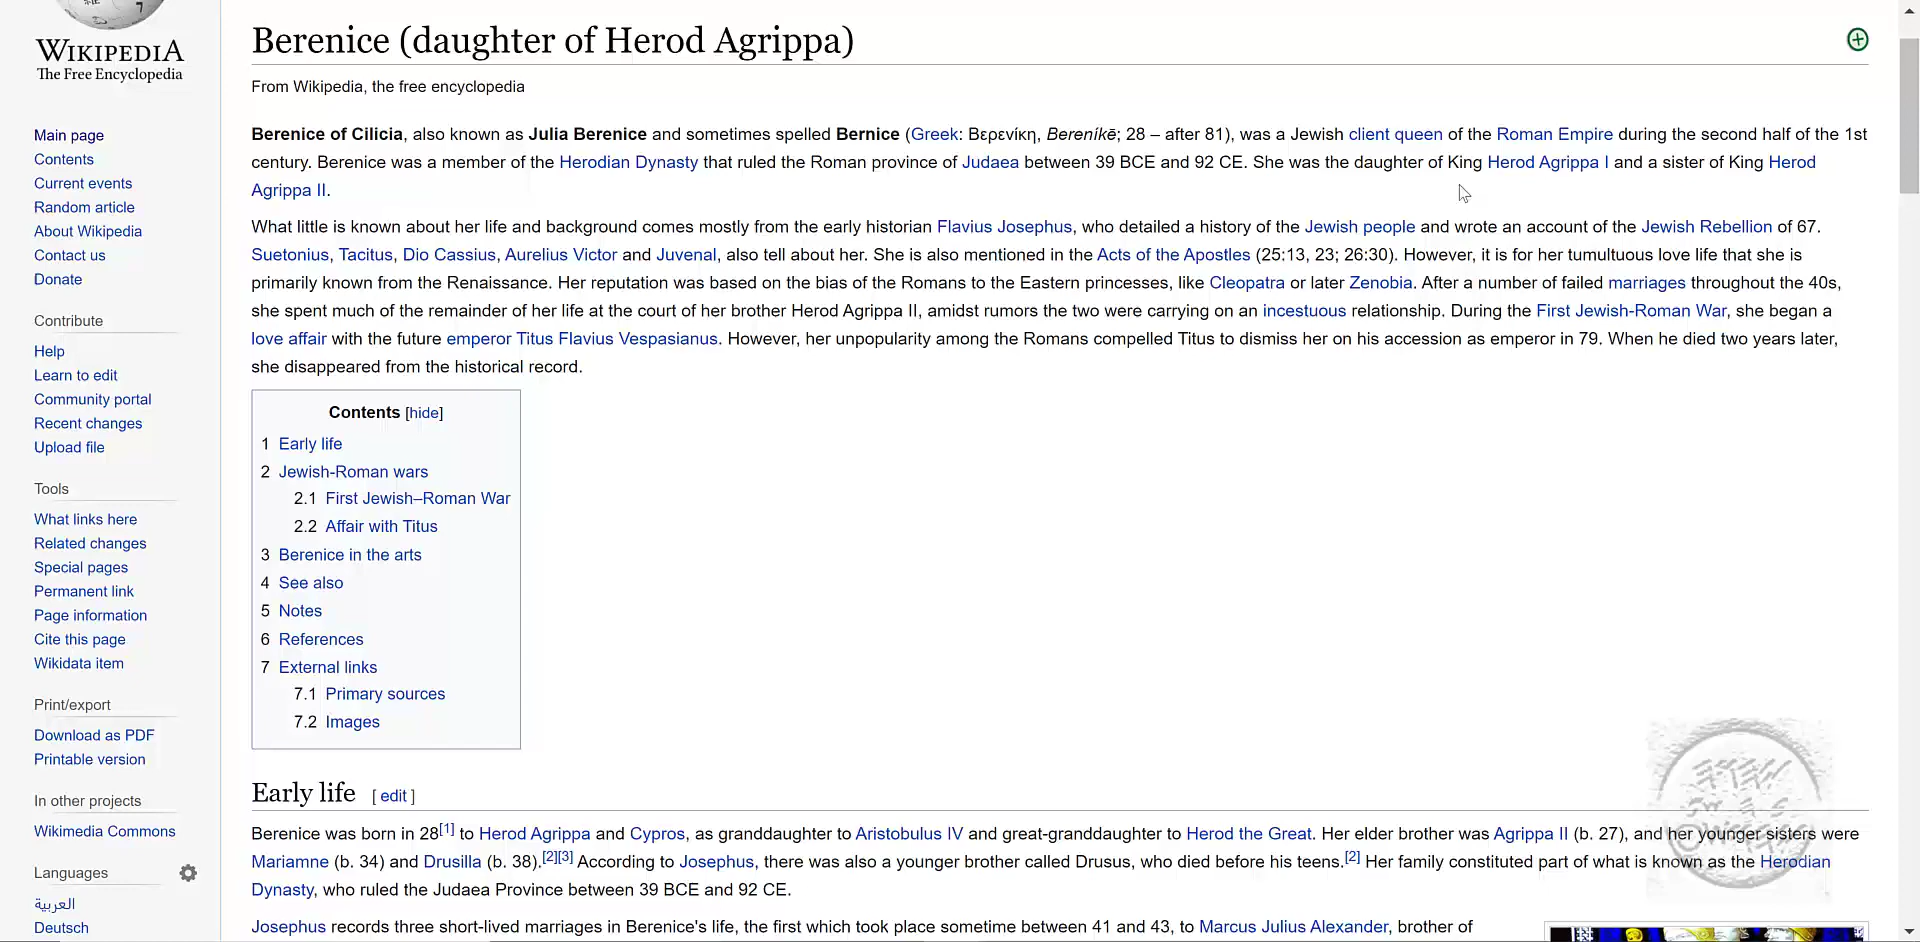 WIKIPEDIA
The Free Encyclopedia
Main page
Contents
Current events
Random article
About Wikipedia
Contact us
Donate
Contribute
Help
Learn to edit
Community portal
Recent changes
Upload file
Tools
What links here
Related changes
Special pages
Permanent link
Page information
Cite this page
Wikidata item
Print/export
Download as PDF
Printable version
In other projects
Wikimedia Commons
Languages
العربية
Deutsch
Berenice (daughter of Herod Agrippa)
From Wikipedia, the free encyclopedia
Berenice of Cilicia, also known as Julia Berenice and sometimes spelled Bernice (Greek: Βερενίκη, Bereníkē; 28 – after 81), was a Jewish client queen of the Roman Empire during the second half of the 1st
century. Berenice was a member of the Herodian Dynasty that ruled the Roman province of Judaea between 39 BCE and 92 CE. She was the daughter of King Herod Agrippa I and a sister of King Herod
Agrippa II.
What little is known about her life and background comes mostly from the early historian Flavius Josephus, who detailed a history of the Jewish people and wrote an account of the Jewish Rebellion of 67.
Suetonius, Tacitus, Dio Cassius, Aurelius Victor and Juvenal, also tell about her. She is also mentioned in the Acts of the Apostles (25:13, 23; 26:30). However, it is for her tumultuous love life that she is
primarily known from the Renaissance. Her reputation was based on the bias of the Romans to the Eastern princesses, like Cleopatra or later Zenobia. After a number of failed marriages throughout the 40s,
she spent much of the remainder of her life at the court of her brother Herod Agrippa II, amidst rumors the two were carrying on an incestuous relationship. During the First Jewish-Roman War, she began a
love affair with the future emperor Titus Flavius Vespasianus. However, her unpopularity among the Romans compelled Titus to dismiss her on his accession as emperor in 79. When he died two years later,
she disappeared from the historical record.
Contents [hide]
1 Early life
2 Jewish-Roman wars
2.1 First Jewish–Roman War
2.2 Affair with Titus
3 Berenice in the arts
4 See also
5 Notes
6 References
7 External links
7.1 Primary sources
7.2 Images
Early life [ edit ]
Berenice was born in 28[1] to Herod Agrippa and Cypros, as granddaughter to Aristobulus IV and great-granddaughter to Herod the Great. Her elder brother was Agrippa II (b. 27), and her younger sisters were
Mariamne (b. 34) and Drusilla (b. 38).[2][3] According to Josephus, there was also a younger brother called Drusus, who died before his teens.[2] Her family constituted part of what is known as the Herodian
Dynasty, who ruled the Judaea Province between 39 BCE and 92 CE.
Josephus records three short-lived marriages in Berenice's life, the first which took place sometime between 41 and 43, to Marcus Julius Alexander, brother of